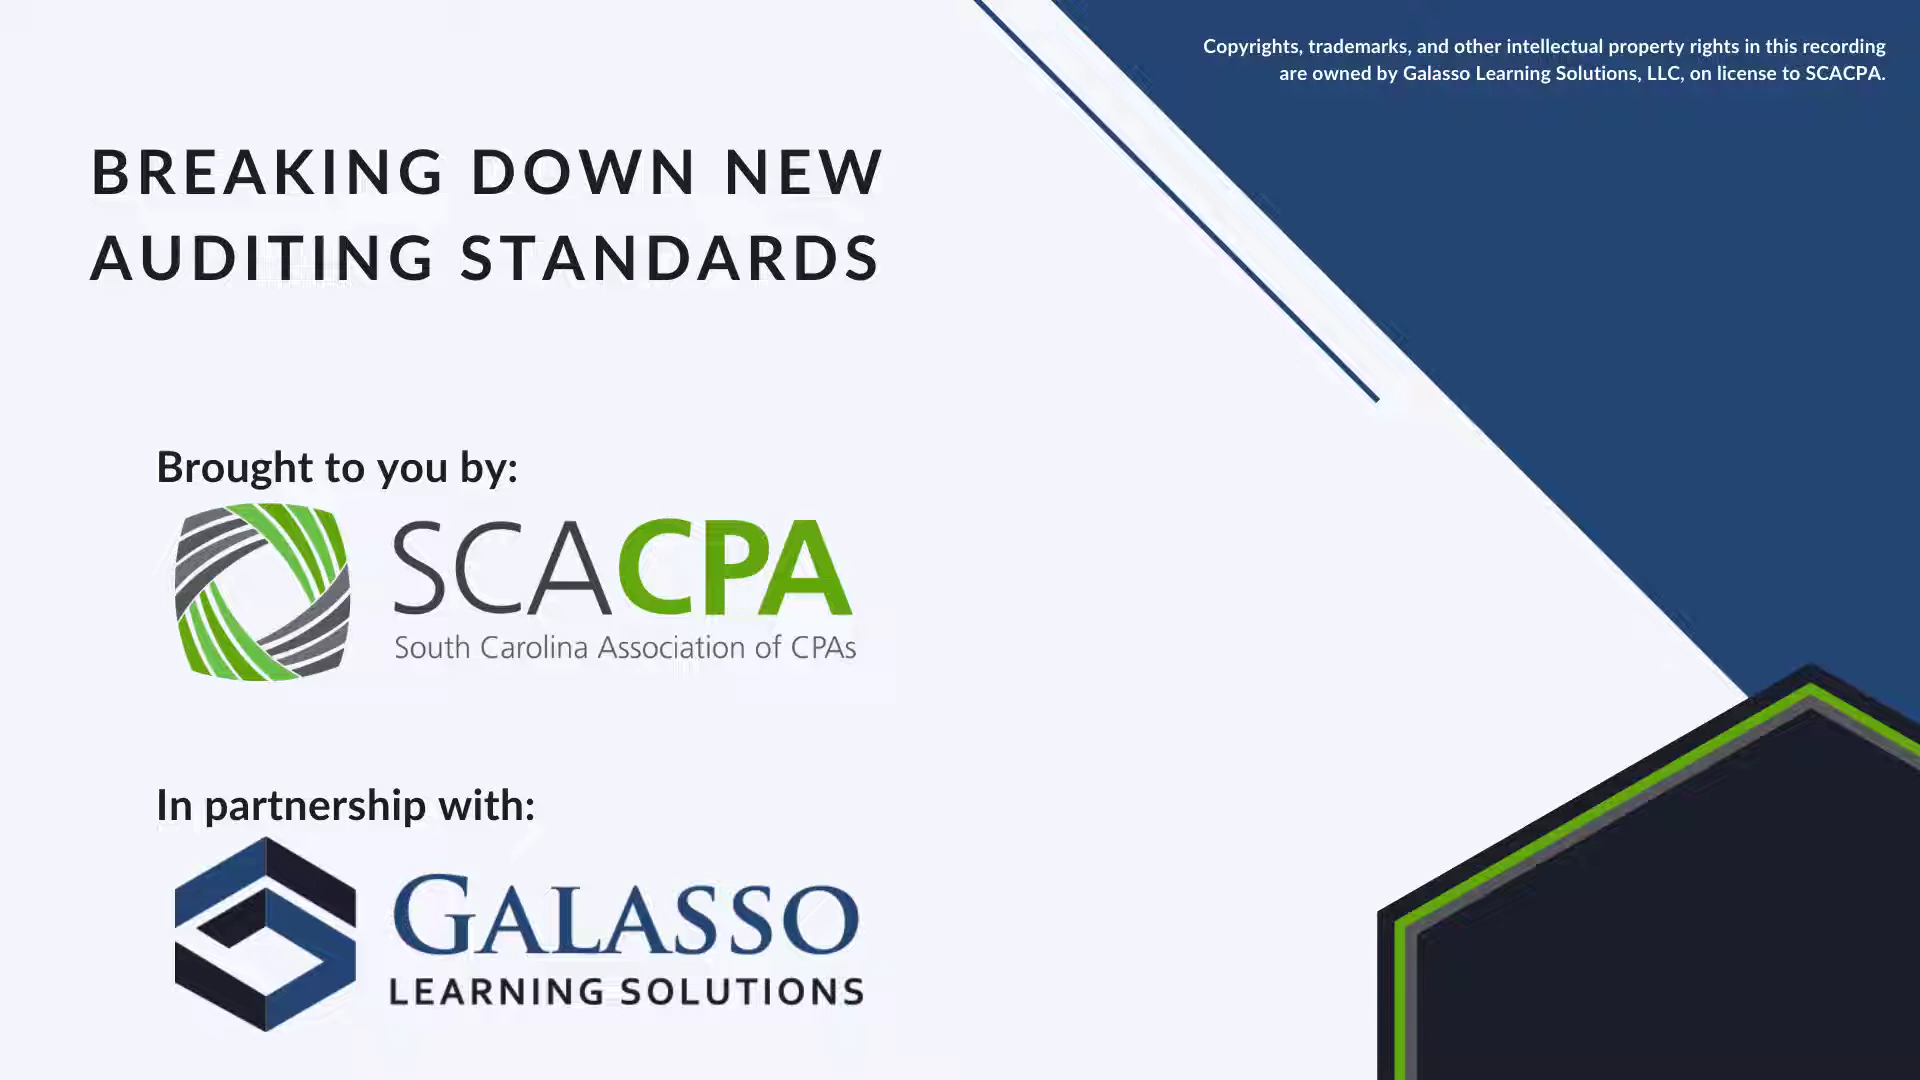 Copyrights, trademarks, and other intellectual property rights in this recording
are owned by Galasso Learning Solutions, LLC, on license to SCACPA.
BREAKING DOWN NEW
AUDITING STANDARDS
Brought to you by:
SCACPA
South Carolina Association of CPAs
In partnership with:
GALASSO
LEARNING SOLUTIONS